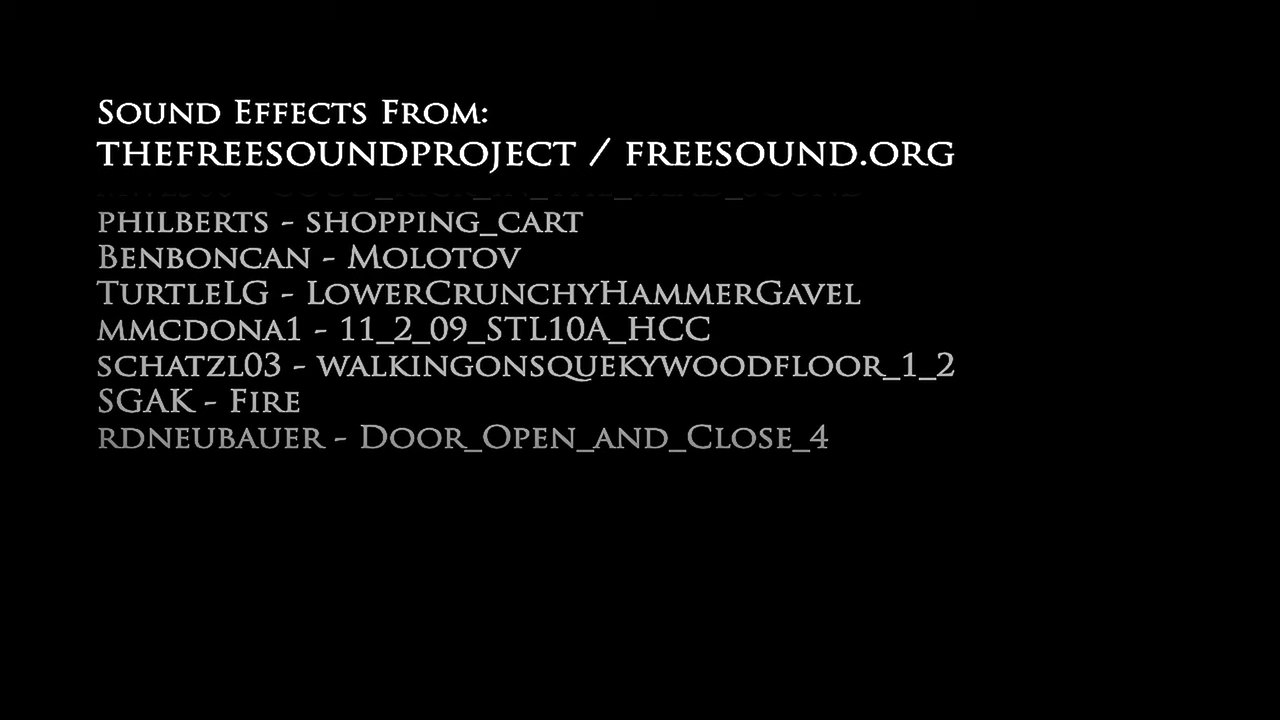 Sound Effects From:
THEFREESOUNDPROJECT / FREESOUND.ORG
PHILBERTS - SHOPPING_CART
Benboncan - Molotov
TurtleLG - LowerCrunchyHammerGavel
MMCDONA1 - 11_2_09_STL10A_HCC
SCHATZL03 - WALKINGONSQUEKYWOODFLOOR_1_2
SGAK - Fire
RDNEUBAUER - Door_Open_and_Close_4